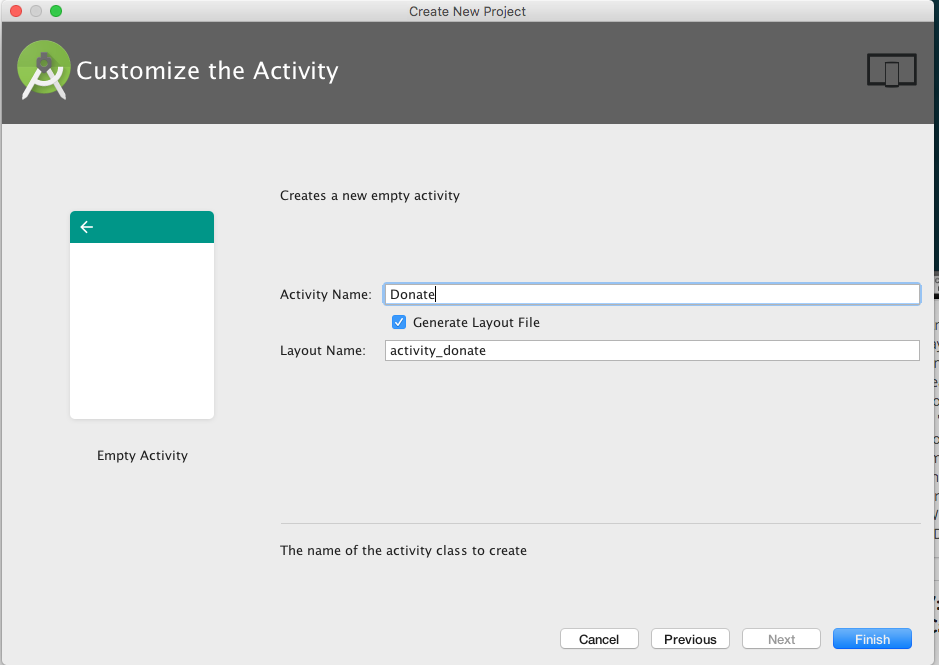 Create New Project
Customize the Activity
Creates a new empty activity
Activity Name: Donate
Generate Layout File
Layout Name: activity_donate
Empty Activity
The name of the activity class to create
Cancel Previous Next Finish